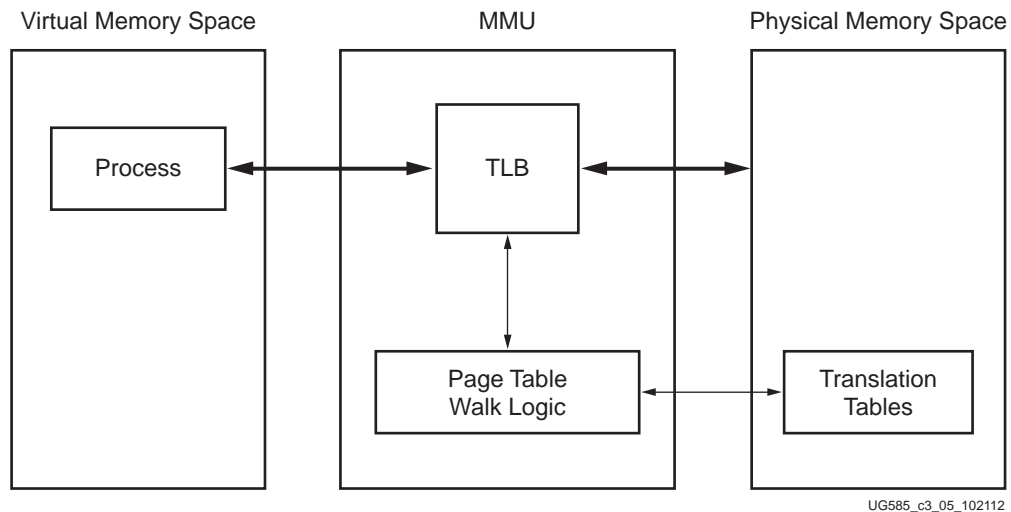 Virtual Memory Space
MMU
Physical Memory Space
Process
TLB
Page Table
Walk Logic
Translation
Tables
UG585_c3_05_102112